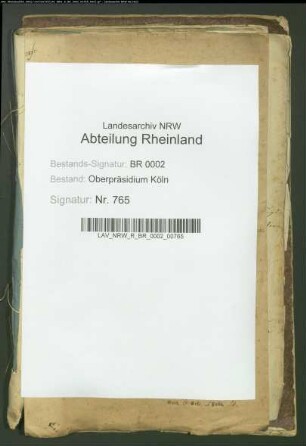 Landesarchiv NRW
Abteilung Rheinland
Bestands-Signatur: BR 0002
Bestand: Oberpräsidium Köln
Signatur: Nr. 765
LAV_NRW_R_BR_0002_00765